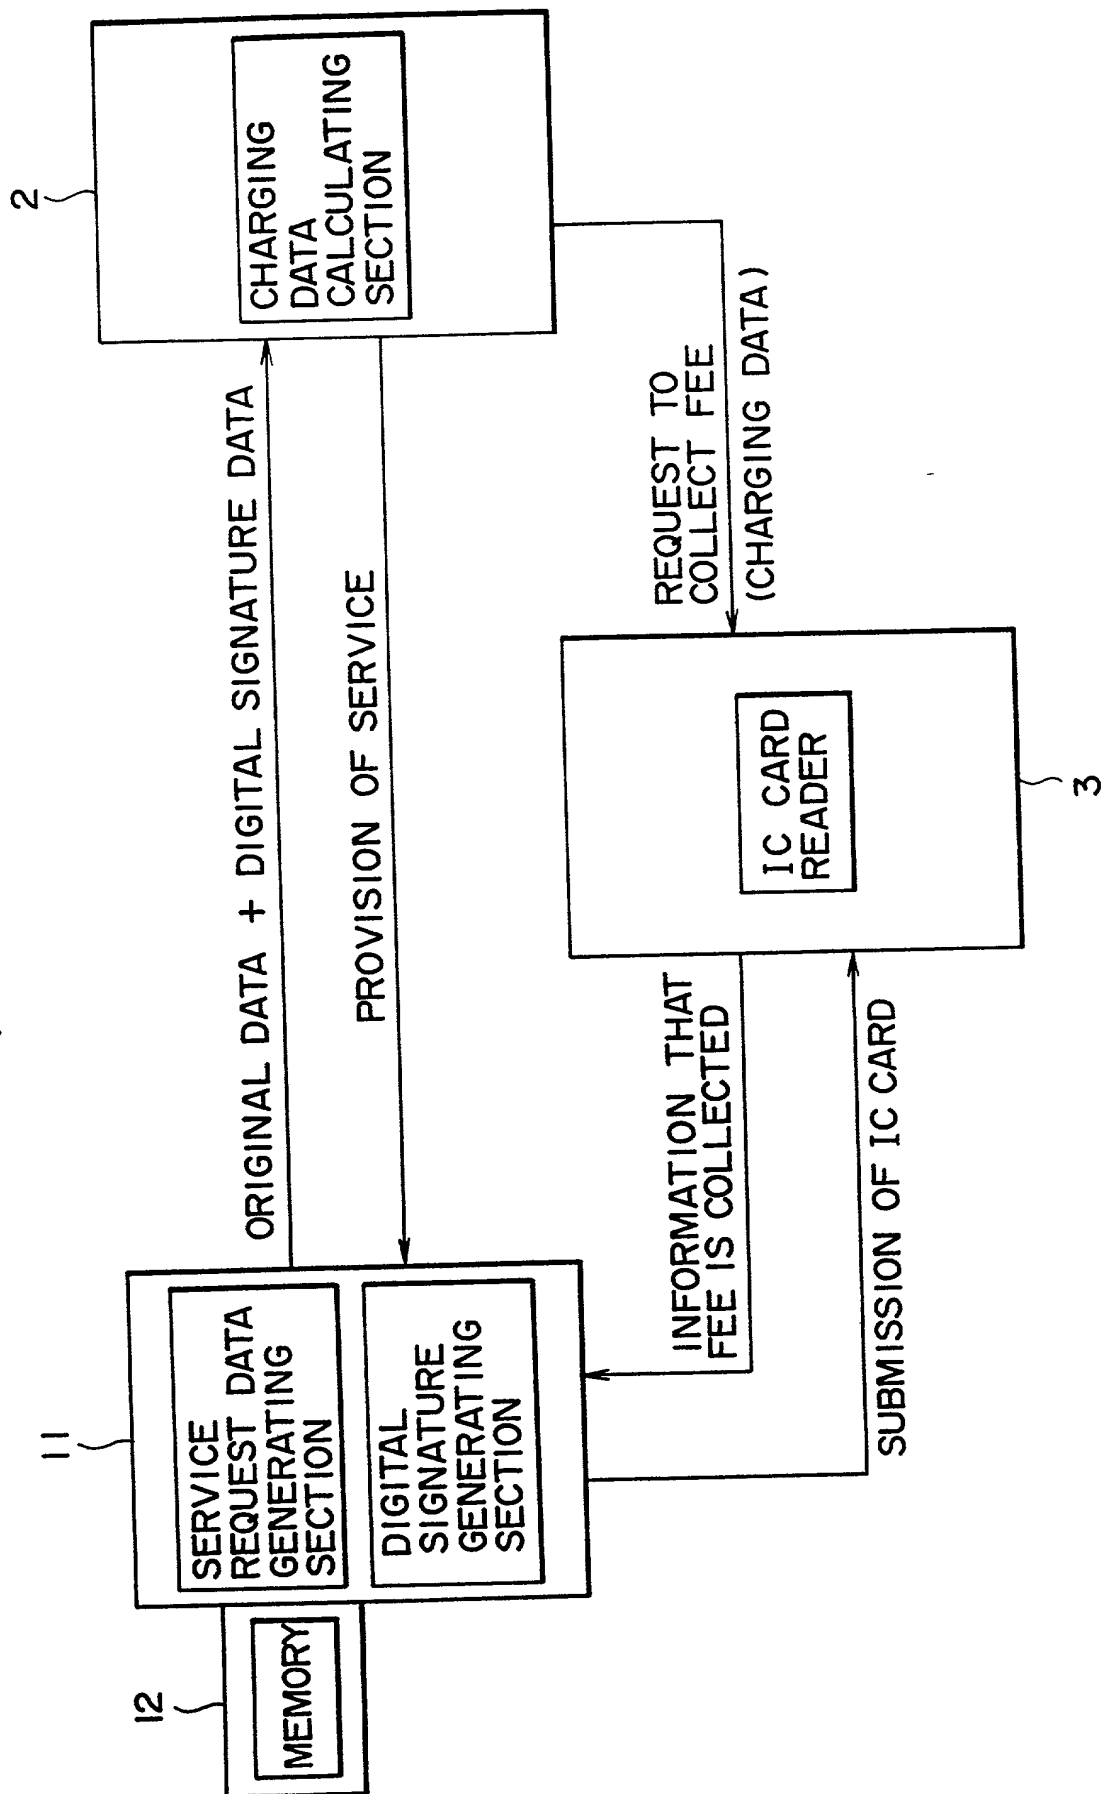 12
MEMORY
11
SERVICE
REQUEST DATA
GENERATING
SECTION
DIGITAL
SIGNATURE
GENERATING
SECTION
ORIGINAL DATA + DIGITAL SIGNATURE DATA
PROVISION OF SERVICE
2
CHARGING
DATA
CALCULATING
SECTION
INFORMATION THAT
FEE IS COLLECTED
SUBMISSION OF IC CARD
IC CARD
READER
3
REQUEST TO
COLLECT FEE
(CHARGING DATA)